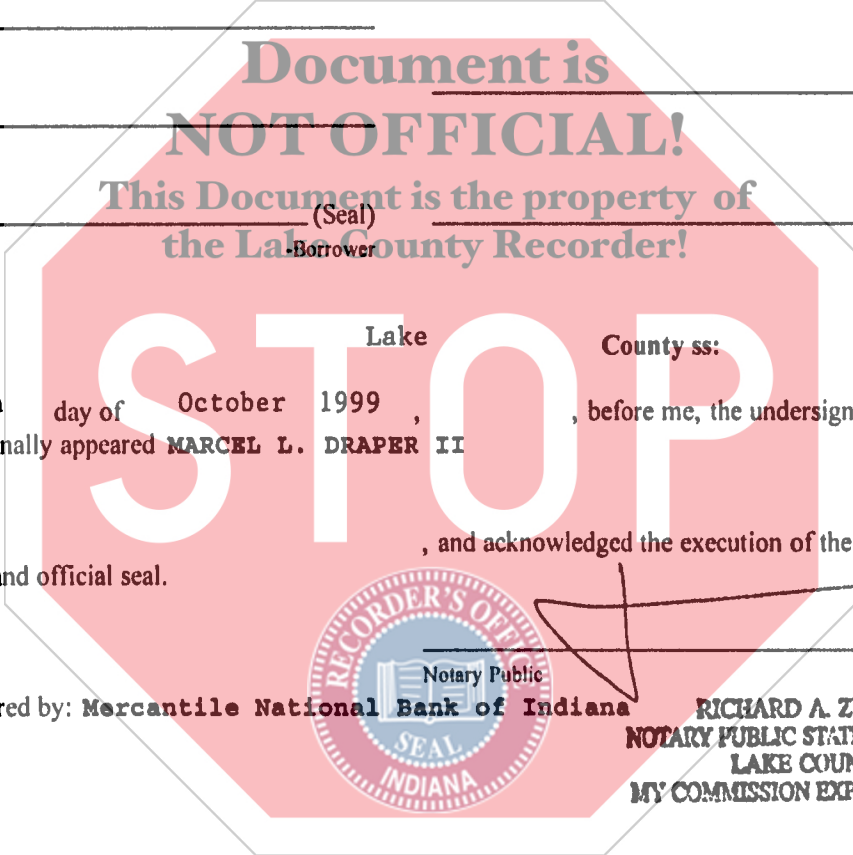 Document is
NOT OFFICIAL!
This Document is the property of
(Seal)
the Lake County Recorder!
-Borrower
STOP
Lake County ss:
day of October 1999 , , before me, the undersign
nally appeared MARCEL L. DRAPER II
, and acknowledged the execution of the
nd official seal.
RECORDER'S OFFICE
SEAL
INDIANA
Notary Public
red by: Mercantile National Bank of Indiana
RICHARD A. Z
NOTARY PUBLIC STATE
LAKE COUN
MY COMMISSION EXP